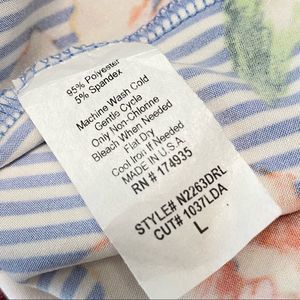 95% Polyester
5% Spandex
Machine Wash Cold
Gentle Cycle
Only Non-Chlorine
Bleach When Needed
Flat Dry
Cool Iron If Needed
MADE IN U.S.A.
RN # 174935
STYLE# N2263DRL
CUT# 1037LDA
L